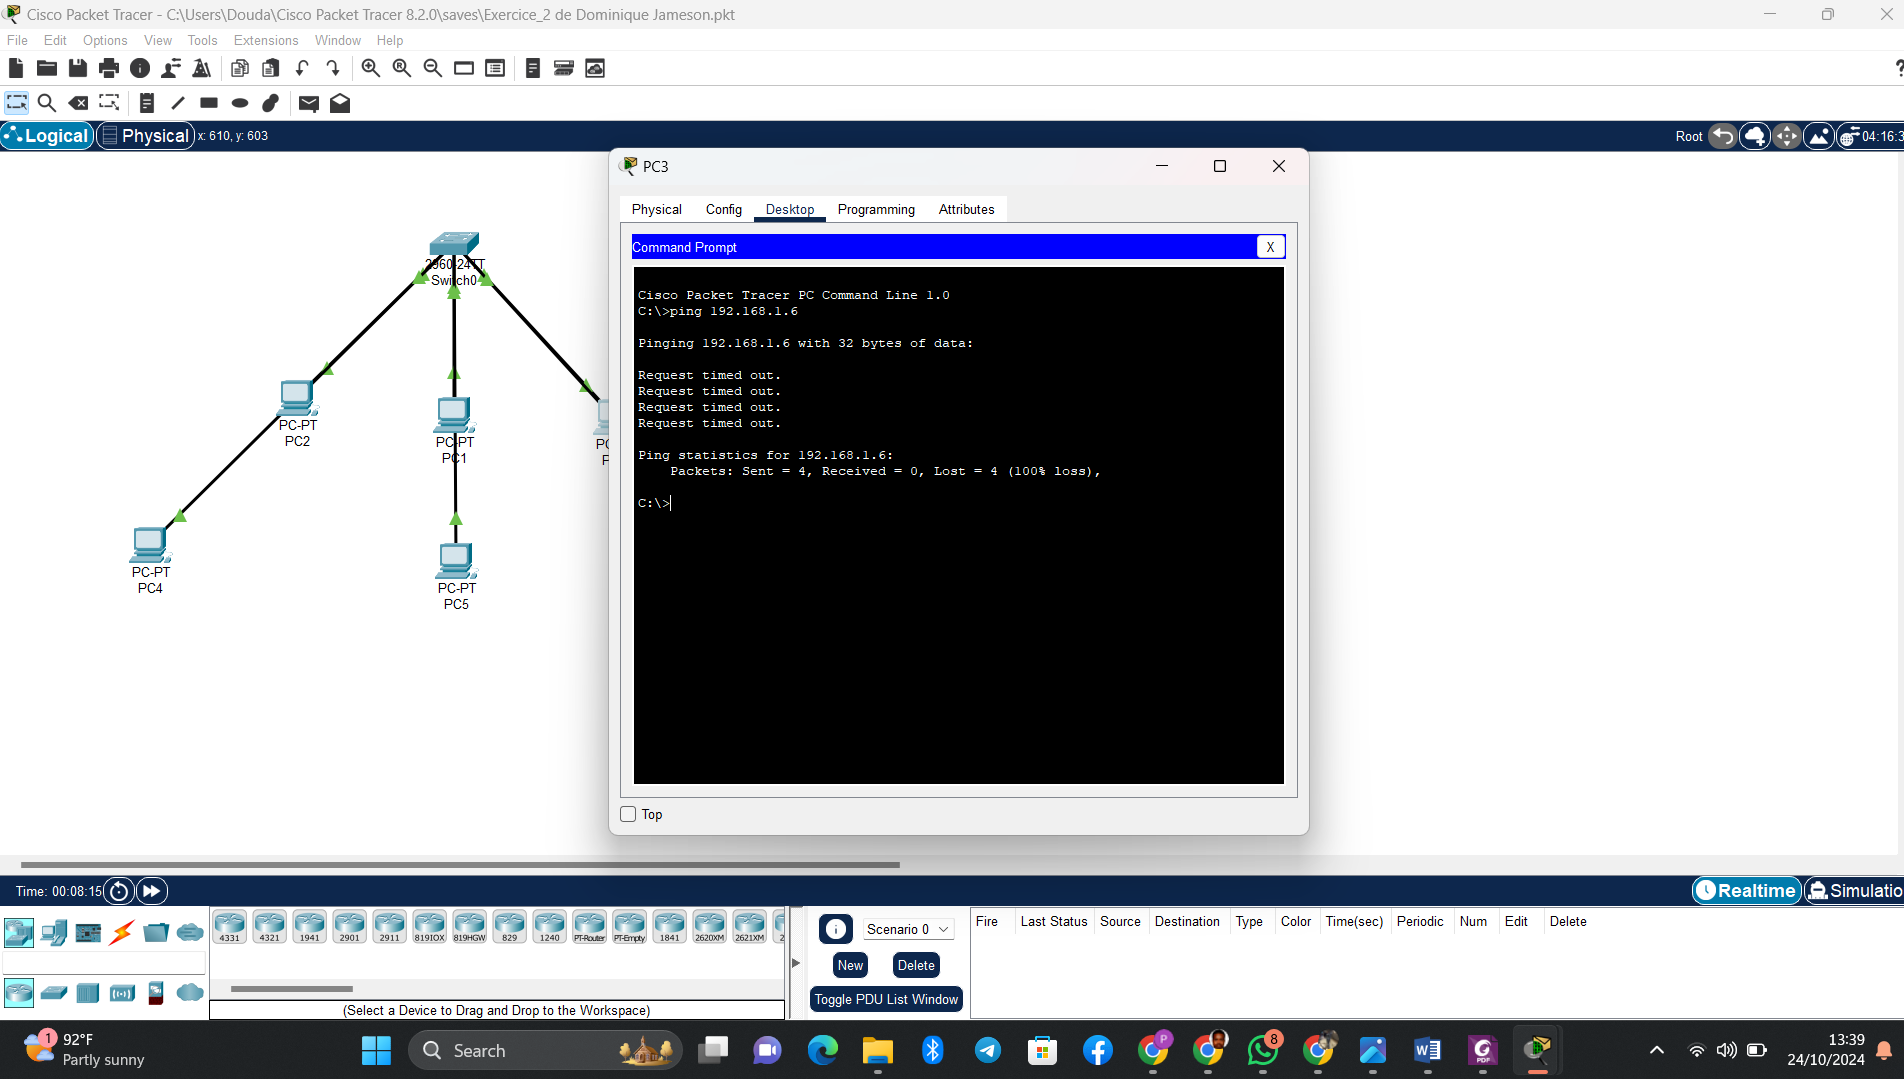 Cisco Packet Tracer - C:\Users\Douda\Cisco Packet Tracer 8.2.0\saves\Exercice_2 de Dominique Jameson.pkt
File Edit Options View Tools Extensions Window Help
?
Logical Physical x: 610, y: 603 Root 04:16:3
PC3
Physical Config Desktop Programming Attributes
Command Prompt X
Cisco Packet Tracer PC Command Line 1.0
C:\>ping 192.168.1.6
Pinging 192.168.1.6 with 32 bytes of data:
Request timed out.
Request timed out.
Request timed out.
Request timed out.
Ping statistics for 192.168.1.6:
Packets: Sent = 4, Received = 0, Lost = 4 (100% loss),
C:\>
Top
2960-24TT
Switch0
PC-PT
PC2
PC-PT
PC1
PC
P
PC-PT
PC4
PC-PT
PC5
Time: 00:08:15 Realtime Simulatio
4331 4321 1941 2901 2911 819IOX 819HGW 829 1240 PT-Router PT-Empty 1841 2620XM 2621XM 2
(Select a Device to Drag and Drop to the Workspace)
Scenario 0
New Delete
Toggle PDU List Window
Fire Last Status Source Destination Type Color Time(sec) Periodic Num Edit Delete
1
92°F
Partly sunny
Search
P
8
PDF
13:39
24/10/2024